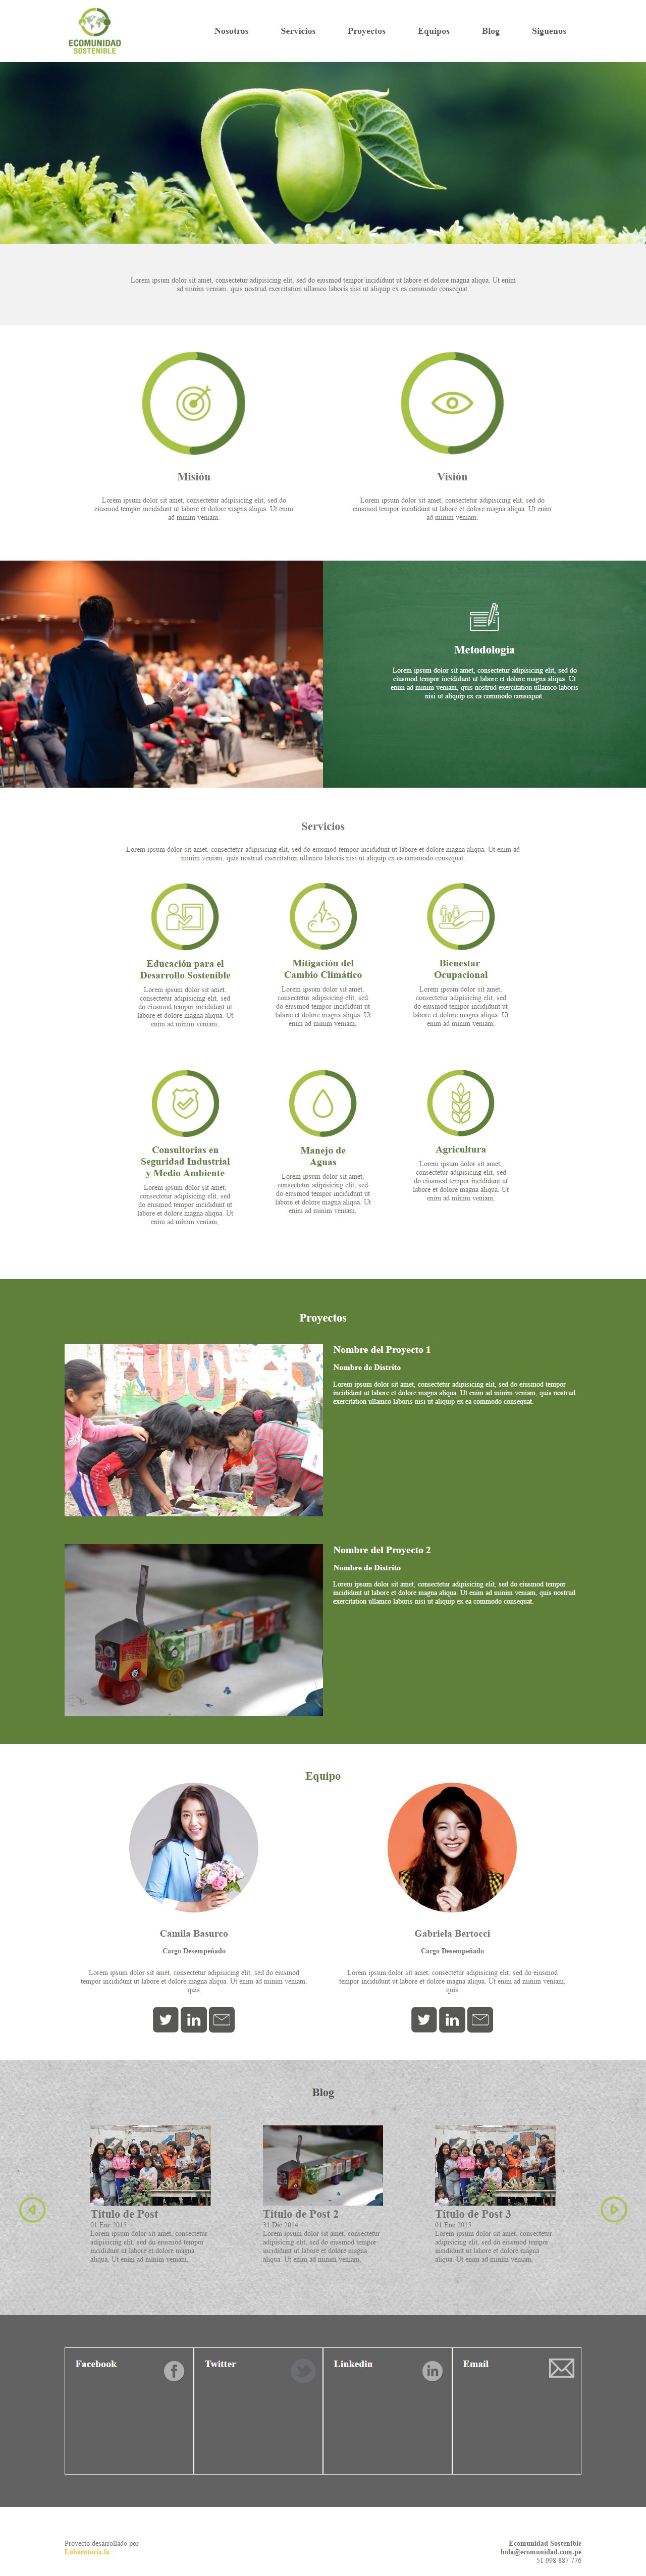 ECOMUNIDAD
SOSTENIBLE
Nosotros Servicios Proyectos Equipos Blog Siguenos
Lorem ipsum dolor sit amet, consectetur adipisicing elit, sed do eiusmod tempor incididunt ut labore et dolore magna aliqua. Ut enim
ad minim veniam, quis nostrud exercitation ullamco laboris nisi ut aliquip ex ea commodo consequat.
Misión
Lorem ipsum dolor sit amet, consectetur adipisicing elit, sed do
eiusmod tempor incididunt ut labore et dolore magna aliqua. Ut enim
ad minim veniam.
Visión
Lorem ipsum dolor sit amet, consectetur adipisicing elit, sed do
eiusmod tempor incididunt ut labore et dolore magna aliqua. Ut enim
ad minim veniam.
Metodologia
Lorem ipsum dolor sit amet, consectetur adipisicing elit, sed do
eiusmod tempor incididunt ut labore et dolore magna aliqua. Ut
enim ad minim veniam, quis nostrud exercitation ullamco laboris
nisi ut aliquip ex ea commodo consequat.
Servicios
Lorem ipsum dolor sit amet, consectetur adipisicing elit, sed do eiusmod tempor incididunt ut labore et dolore magna aliqua. Ut enim ad
minim veniam, quis nostrud exercitation ullamco laboris nisi ut aliquip ex ea commodo consequat.
Educación para el
Desarrollo Sostenible
Lorem ipsum dolor sit amet,
consectetur adipisicing elit, sed
do eiusmod tempor incididunt ut
labore et dolore magna aliqua. Ut
enim ad minim veniam,
Mitigación del
Cambio Climático
Lorem ipsum dolor sit amet,
consectetur adipisicing elit, sed
do eiusmod tempor incididunt ut
labore et dolore magna aliqua. Ut
enim ad minim veniam,
Bienestar
Ocupacional
Lorem ipsum dolor sit amet,
consectetur adipisicing elit, sed
do eiusmod tempor incididunt ut
labore et dolore magna aliqua. Ut
enim ad minim veniam,
Consultorias en
Seguridad Industrial
y Medio Ambiente
Lorem ipsum dolor sit amet,
consectetur adipisicing elit, sed
do eiusmod tempor incididunt ut
labore et dolore magna aliqua. Ut
enim ad minim veniam,
Manejo de
Aguas
Lorem ipsum dolor sit amet,
consectetur adipisicing elit, sed
do eiusmod tempor incididunt ut
labore et dolore magna aliqua. Ut
enim ad minim veniam,
Agricultura
Lorem ipsum dolor sit amet,
consectetur adipisicing elit, sed
do eiusmod tempor incididunt ut
labore et dolore magna aliqua. Ut
enim ad minim veniam,
Proyectos
Nombre del Proyecto 1
Nombre de Distrito
Lorem ipsum dolor sit amet, consectetur adipisicing elit, sed do eiusmod tempor
incididunt ut labore et dolore magna aliqua. Ut enim ad minim veniam, quis nostrud
exercitation ullamco laboris nisi ut aliquip ex ea commodo consequat.
Nombre del Proyecto 2
Nombre de Distrito
Lorem ipsum dolor sit amet, consectetur adipisicing elit, sed do eiusmod tempor
incididunt ut labore et dolore magna aliqua. Ut enim ad minim veniam, quis nostrud
exercitation ullamco laboris nisi ut aliquip ex ea commodo consequat.
Equipo
Camila Basurco
Cargo Desempeñado
Lorem ipsum dolor sit amet, consectetur adipisicing elit, sed do eiusmod
tempor incididunt ut labore et dolore magna aliqua. Ut enim ad minim veniam,
quis
Gabriela Bertocci
Cargo Desempeñado
Lorem ipsum dolor sit amet, consectetur adipisicing elit, sed do eiusmod
tempor incididunt ut labore et dolore magna aliqua. Ut enim ad minim veniam,
quis
Blog
Título de Post
01.Ene.2015
Lorem ipsum dolor sit amet, consectetur
adipisicing elit, sed do eiusmod tempor
incididunt ut labore et dolore magna
aliqua. Ut enim ad minim veniam,
Título de Post 2
31.Dic.2014
Lorem ipsum dolor sit amet, consectetur
adipisicing elit, sed do eiusmod tempor
incididunt ut labore et dolore magna
aliqua. Ut enim ad minim veniam,
Título de Post 3
01.Ene.2015
Lorem ipsum dolor sit amet, consectetur
adipisicing elit, sed do eiusmod tempor
incididunt ut labore et dolore magna
aliqua. Ut enim ad minim veniam,
Facebook
Twitter
Linkedin
Email
Proyecto desarrollado por
Laboratoria.la
Ecomunidad Sostenible
hola@ecomunidad.com.pe
51 998 887 776